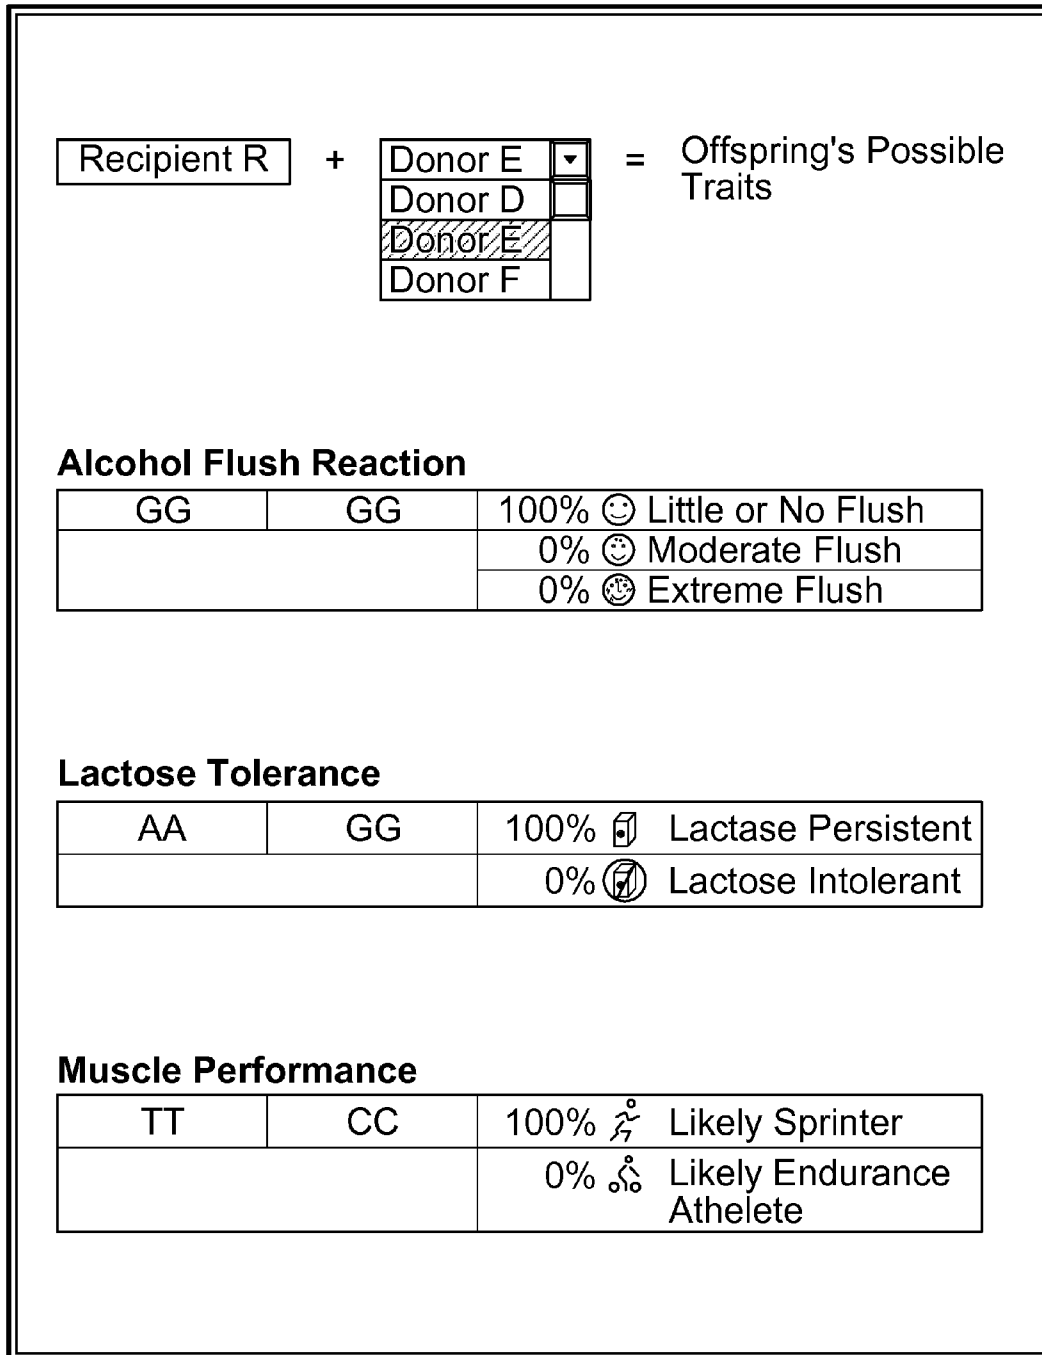 Recipient R + Donor E = Offspring's Possible
Traits
Donor D
Donor E
Donor F
Alcohol Flush Reaction
GG GG 100% Little or No Flush
0% Moderate Flush
0% Extreme Flush
Lactose Tolerance
AA GG 100% Lactase Persistent
0% Lactose Intolerant
Muscle Performance
TT CC 100% Likely Sprinter
0% Likely Endurance
Athelete